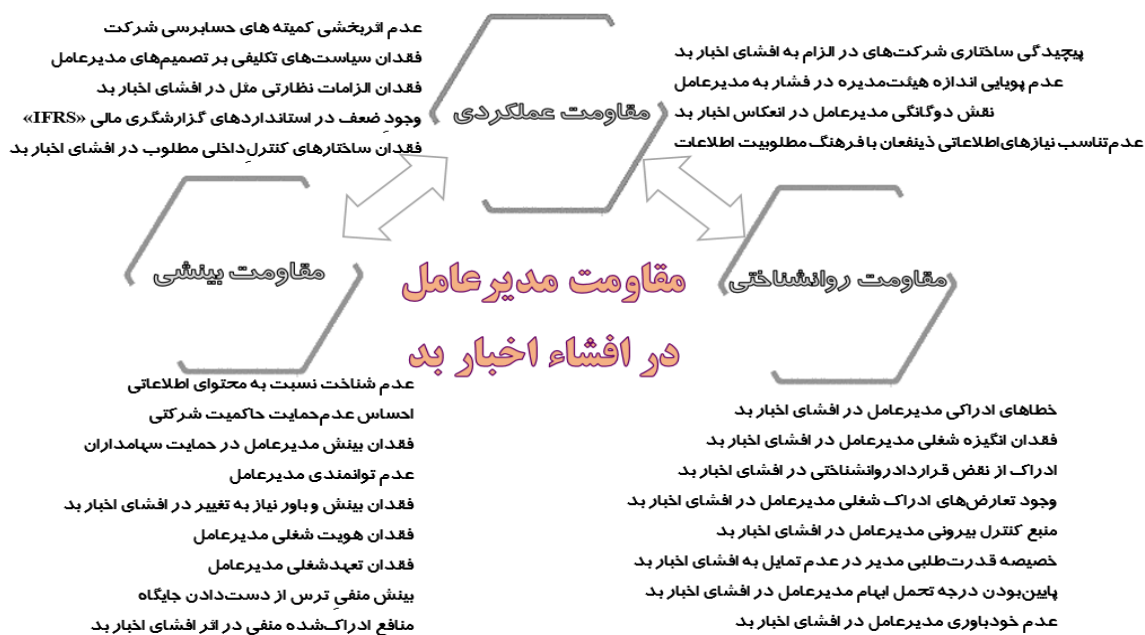 پیچیدگی ساختاری شرکت‌های در الزام به افشای اخبار بد
عدم پویایی اندازه هیئت‌مدیره در فشار به مدیرعامل
نقش دوگانگی مدیرعامل در انعکاس اخبار بد
عدم‌تناسب نیازهای‌اطلاعاتی ذینفعان با فرهنگ مطلوبیت اطلاعات
مقاومت عملکردی
عدم اثربخشی کمیته های حسابرسی شرکت
فقدان سیاست‌های تکلیفی بر تصمیم‌های مدیرعامل
فقدان الزامات نظارتی مثل در افشای اخبار بد
وجود ضعف در استانداردهای گزارشگری مالی «IFRS»
فقدان ساختارهای کنترل‌داخلی مطلوب در افشای اخبار بد
مقاومت روانشناختی
مقاومت مدیرعامل
در افشاء اخبار بد
مقاومت بینشی
خطاهای ادراکی مدیرعامل در افشای اخبار بد
فقدان انگیزه شغلی مدیرعامل در افشای اخبار بد
ادراک از نقض قراردادروانشناختی در افشای اخبار بد
وجود تعارض‌های ادراک شغلی مدیرعامل در افشای اخبار بد
منبع کنترل بیرونی مدیرعامل در افشای اخبار بد
خصیصه قدرت‌طلبی مدیر در عدم تمایل به افشای اخبار بد
پایین‌بودن درجه تحمل ابهام مدیرعامل در افشای اخبار بد
عدم خودباوری مدیرعامل در افشای اخبار بد
عدم شناخت نسبت به محتوای اطلاعاتی
احساس عدم‌حمایت حاکمیت شرکتی
فقدان بینش مدیرعامل در حمایت سهامداران
عدم توانمندی مدیرعامل
فقدان بینش و باور نیاز به تغییر در افشای اخبار بد
فقدان هویت شغلی مدیرعامل
فقدان تعهدشغلی مدیرعامل
بینش منفیِ ترس از دست‌دادن جایگاه
منافع ادراک‌شده منفی در اثر افشای اخبار بد